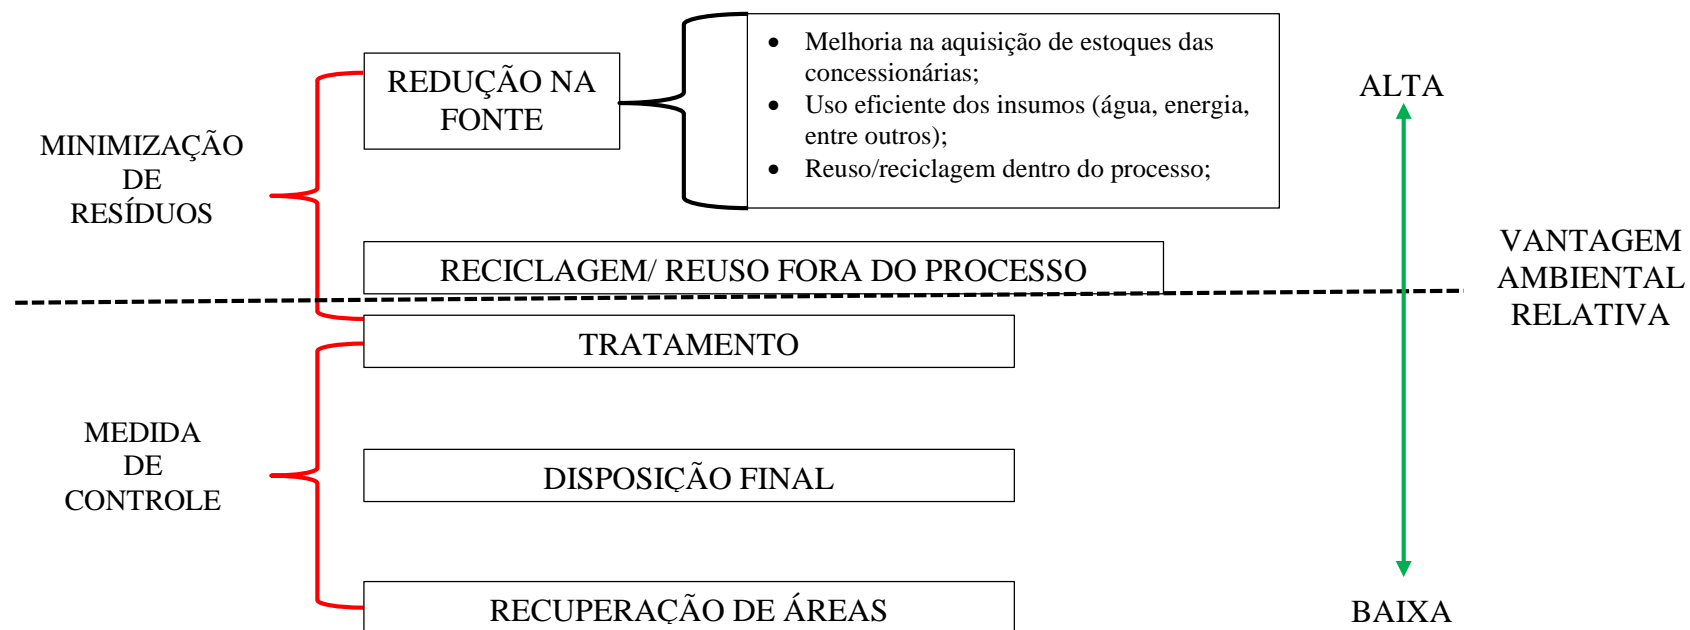 MINIMIZAÇÃO
DE
RESÍDUOS
REDUÇÃO NA
FONTE
• Melhoria na aquisição de estoques das
concessionárias;
• Uso eficiente dos insumos (água, energia,
entre outros);
• Reuso/reciclagem dentro do processo;
RECICLAGEM/ REUSO FORA DO PROCESSO
MEDIDA
DE
CONTROLE
TRATAMENTO
DISPOSIÇÃO FINAL
RECUPERAÇÃO DE ÁREAS
ALTA
VANTAGEM
AMBIENTAL
RELATIVA
BAIXA